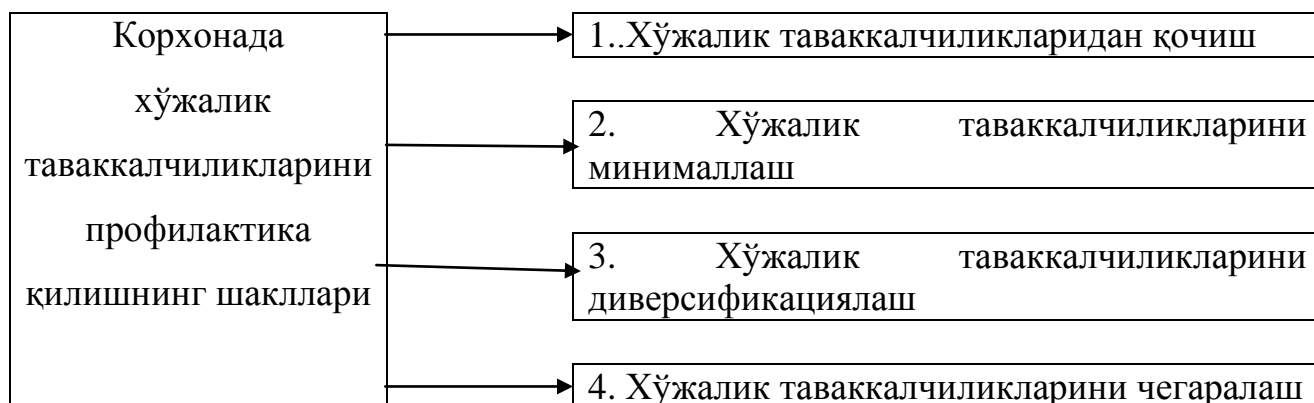 Корхонада
хўжалик
таваккалчиликларини
профилактика
қилишнинг шакллари
1..Хўжалик таваккалчиликларидан қочиш
2. Хўжалик таваккалчиликларини
минималлаш
3. Хўжалик таваккалчиликларини
диверсификациялаш
4. Хўжалик таваккалчиликларини чегаралаш